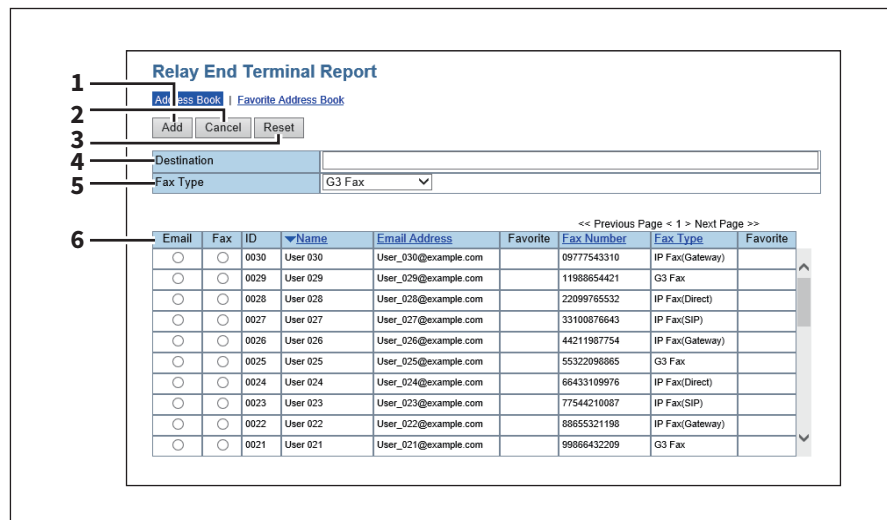 Relay End Terminal Report
1
Address Book | Favorite Address Book
2
Add Cancel Reset
3
4 Destination
5 Fax Type G3 Fax
<< Previous Page < 1 > Next Page >>
6 Email Fax ID Name Email Address Favorite Fax Number Fax Type Favorite
0030 User 030 User_030@example.com 09777543310 IP Fax(Gateway)
0029 User 029 User_029@example.com 11988654421 G3 Fax
0028 User 028 User_028@example.com 22099765532 IP Fax(Direct)
0027 User 027 User_027@example.com 33100876643 IP Fax(SIP)
0026 User 026 User_026@example.com 44211987754 IP Fax(Gateway)
0025 User 025 User_025@example.com 55322098865 G3 Fax
0024 User 024 User_024@example.com 66433109976 IP Fax(Direct)
0023 User 023 User_023@example.com 77544210087 IP Fax(SIP)
0022 User 022 User_022@example.com 88655321198 IP Fax(Gateway)
0021 User 021 User_021@example.com 99866432209 G3 Fax